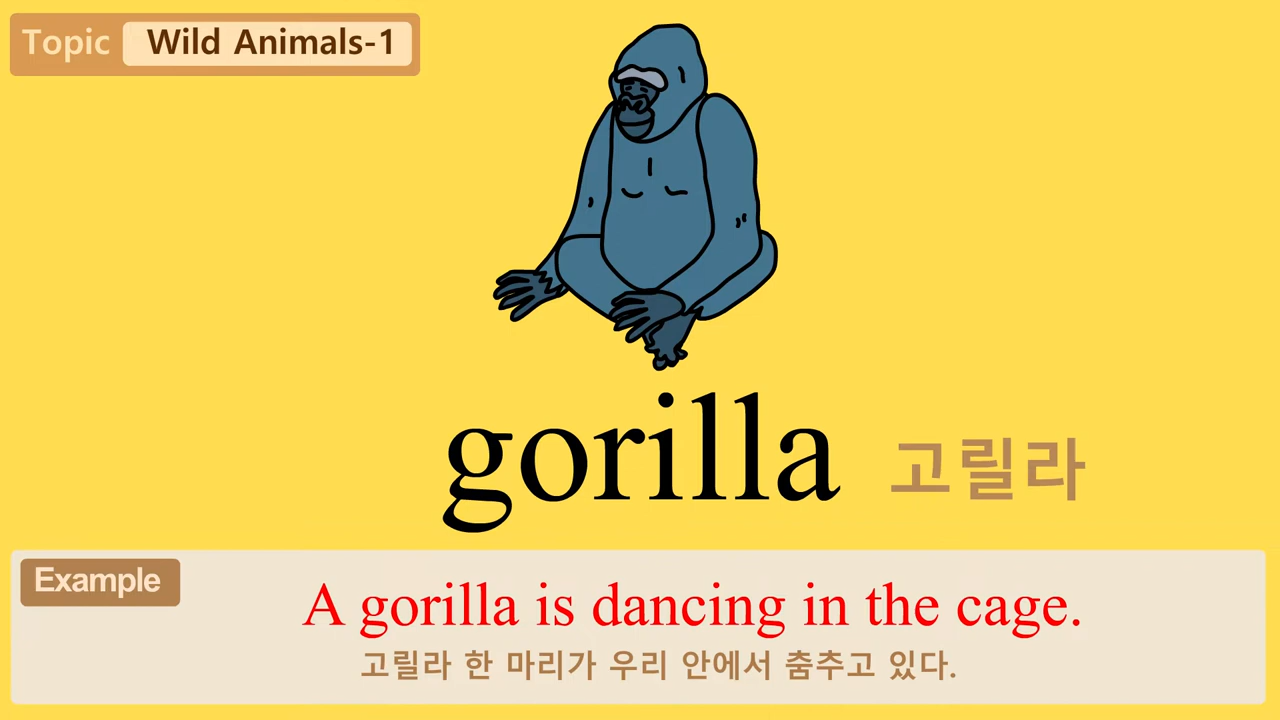 Topic Wild Animals-1
gorilla 고릴라
Example
A gorilla is dancing in the cage.
고릴라 한 마리가 우리 안에서 춤추고 있다.